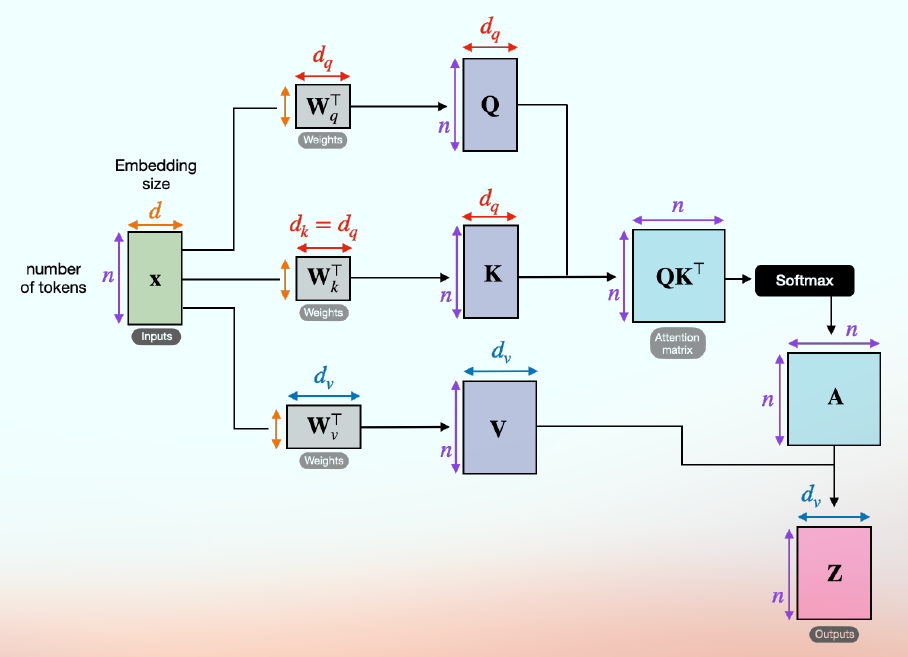 d_q
d_q
W_q^⊤
Q
n
Weights
Embedding
size
d
d_k = d_q
d_q
n
number
of tokens
n
x
W_k^⊤
K
n
QK^⊤
Softmax
n
n
Inputs
Weights
Attention
matrix
n
d_v
d_v
n
A
W_v^⊤
V
n
Weights
d_v
Z
n
Outputs